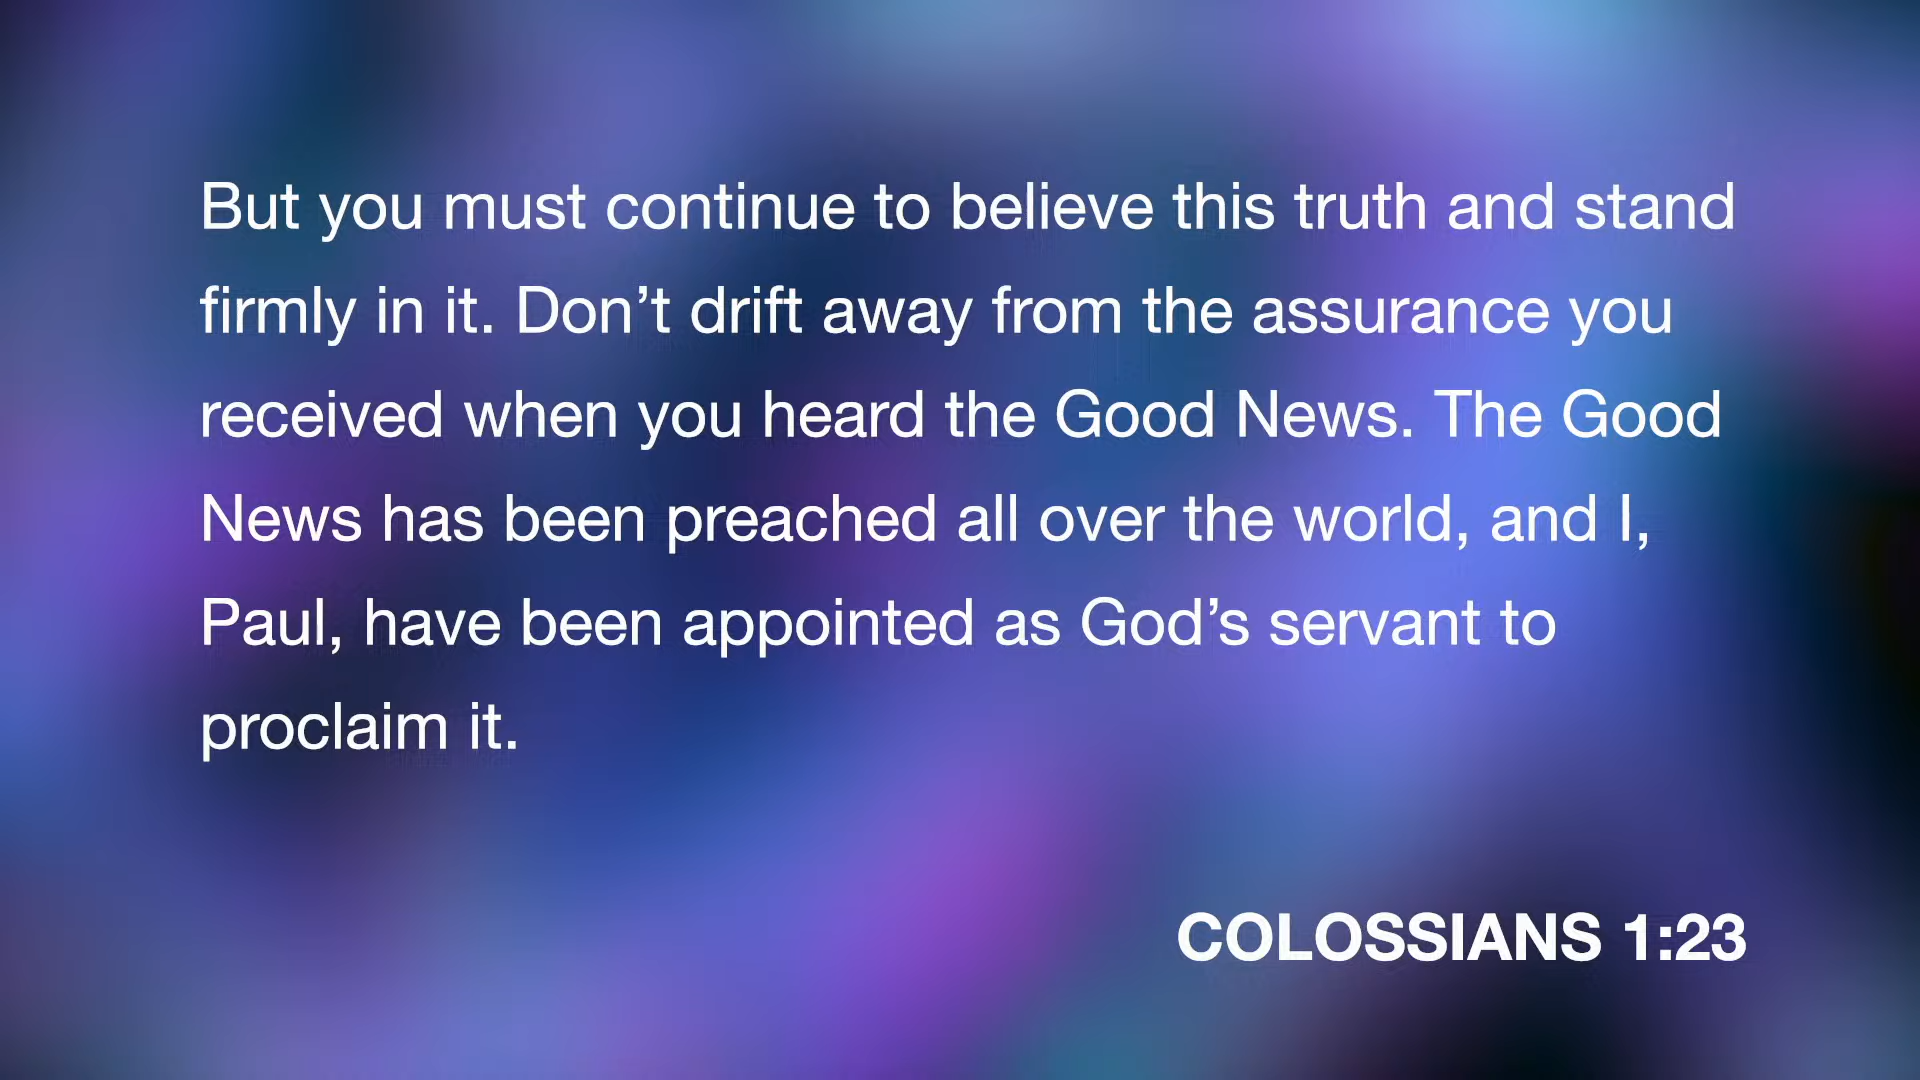 But you must continue to believe this truth and stand
firmly in it. Don’t drift away from the assurance you
received when you heard the Good News. The Good
News has been preached all over the world, and I,
Paul, have been appointed as God’s servant to
proclaim it.
COLOSSIANS 1:23